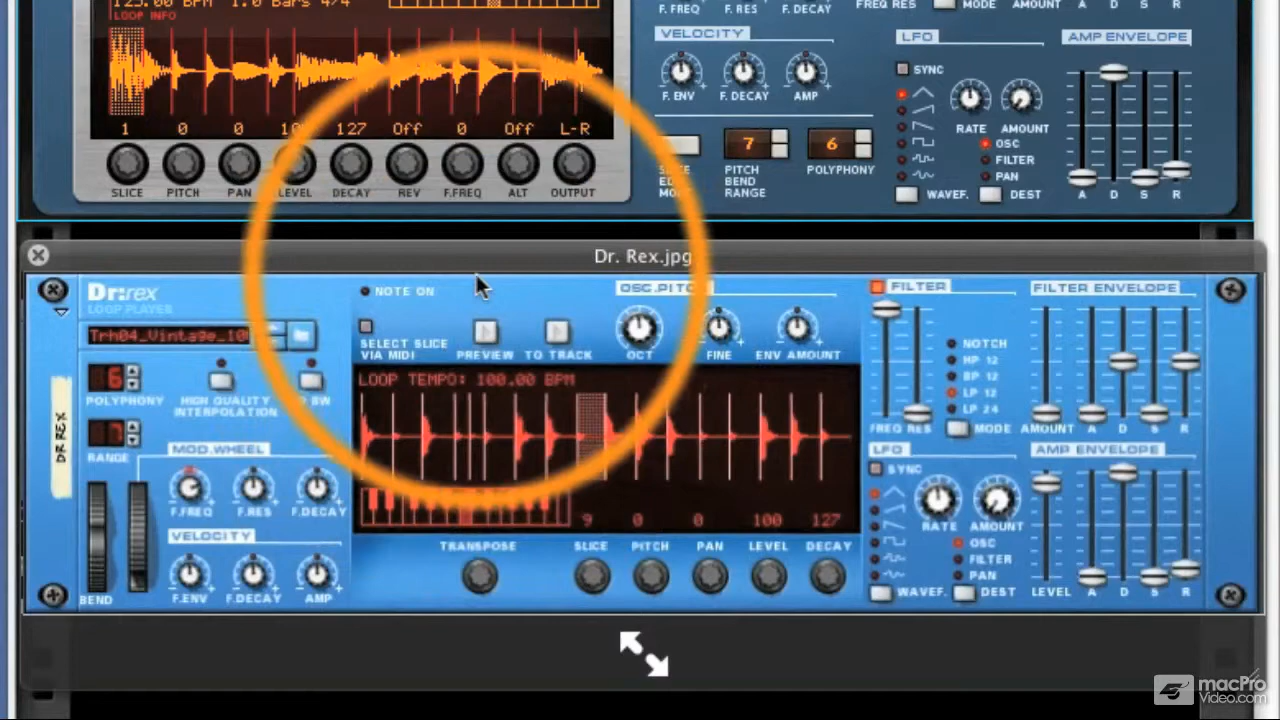 125.00 BPM 1.0 Bars 4/4
LOOP INFO
1 0 0 127 Off 0 Off L-R
SLICE PITCH PAN LEVEL DECAY REV F.FREQ ALT OUTPUT
F. FREQ F. RES F. DECAY
VELOCITY
F. ENV F. DECAY AMP
7 6
PITCH BEND RANGE
POLYPHONY
FREQ RES MODE AMOUNT A D S R
LFO
AMP ENVELOPE
SYNC
RATE AMOUNT
OSC
FILTER
PAN
WAVEF. DEST A D S R
Dr. Rex.jpg
Dr:rex
LOOP PLAYER
Trh04_Vintage_10
6
POLYPHONY
HIGH QUALITY
INTERPOLATION
BW
7
RANGE
DR.REX
MOD.WHEEL
F.FREQ F.RES F.DECAY
VELOCITY
F.ENV F.DECAY AMP
BEND
NOTE ON
SELECT SLICE
VIA MIDI
PREVIEW TO TRACK
OSC.PITCH
OCT FINE ENV AMOUNT
LOOP TEMPO: 100.00 BPM
9 0 0 100 127
TRANSPOSE SLICE PITCH PAN LEVEL DECAY
FILTER
NOTCH
HP 12
BP 12
LP 12
LP 24
FREQ RES MODE
FILTER ENVELOPE
AMOUNT A D S R
LFO
SYNC
RATE AMOUNT
OSC
FILTER
PAN
WAVEF. DEST
AMP ENVELOPE
LEVEL A D S R
macPro
Video.com